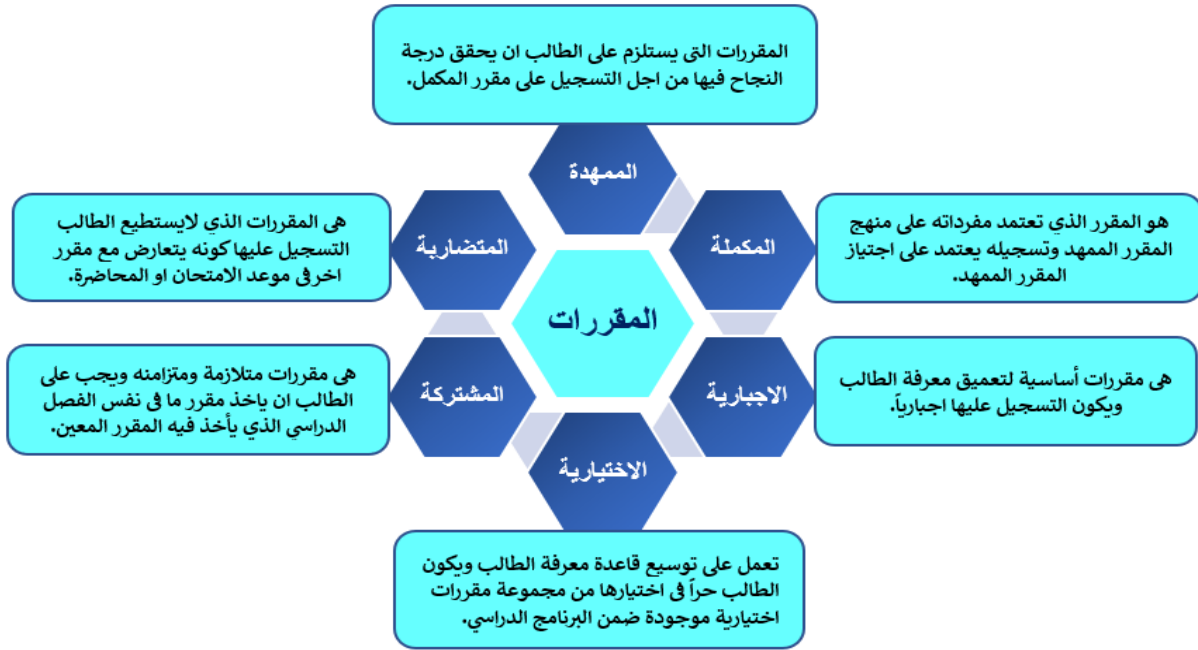 المقررات التى يستلزم على الطالب ان يحقق درجة
النجاح فيها من اجل التسجيل على مقرر المكمل.
الممهدة
المكملة
هو المقرر الذي تعتمد مفرداته على منهج
المقرر الممهد وتسجيله يعتمد على اجتياز
المقرر الممهد.
المتضاربة
هى المقررات الذي لايستطيع الطالب
التسجيل عليها كونه يتعارض مع مقرر
اخرفى موعد الامتحان او المحاضرة.
المقررات
الاجبارية
هى مقررات أساسية لتعميق معرفة الطالب
ويكون التسجيل عليها اجبارياً.
المشتركة
هى مقررات متلازمة ومتزامنه ويجب على
الطالب ان ياخذ مقرر ما فى نفس الفصل
الدراسي الذي يأخذ فيه المقرر المعين.
الاختيارية
تعمل على توسيع قاعدة معرفة الطالب ويكون
الطالب حراً فى اختيارها من مجموعة مقررات
اختيارية موجودة ضمن البرنامج الدراسي.